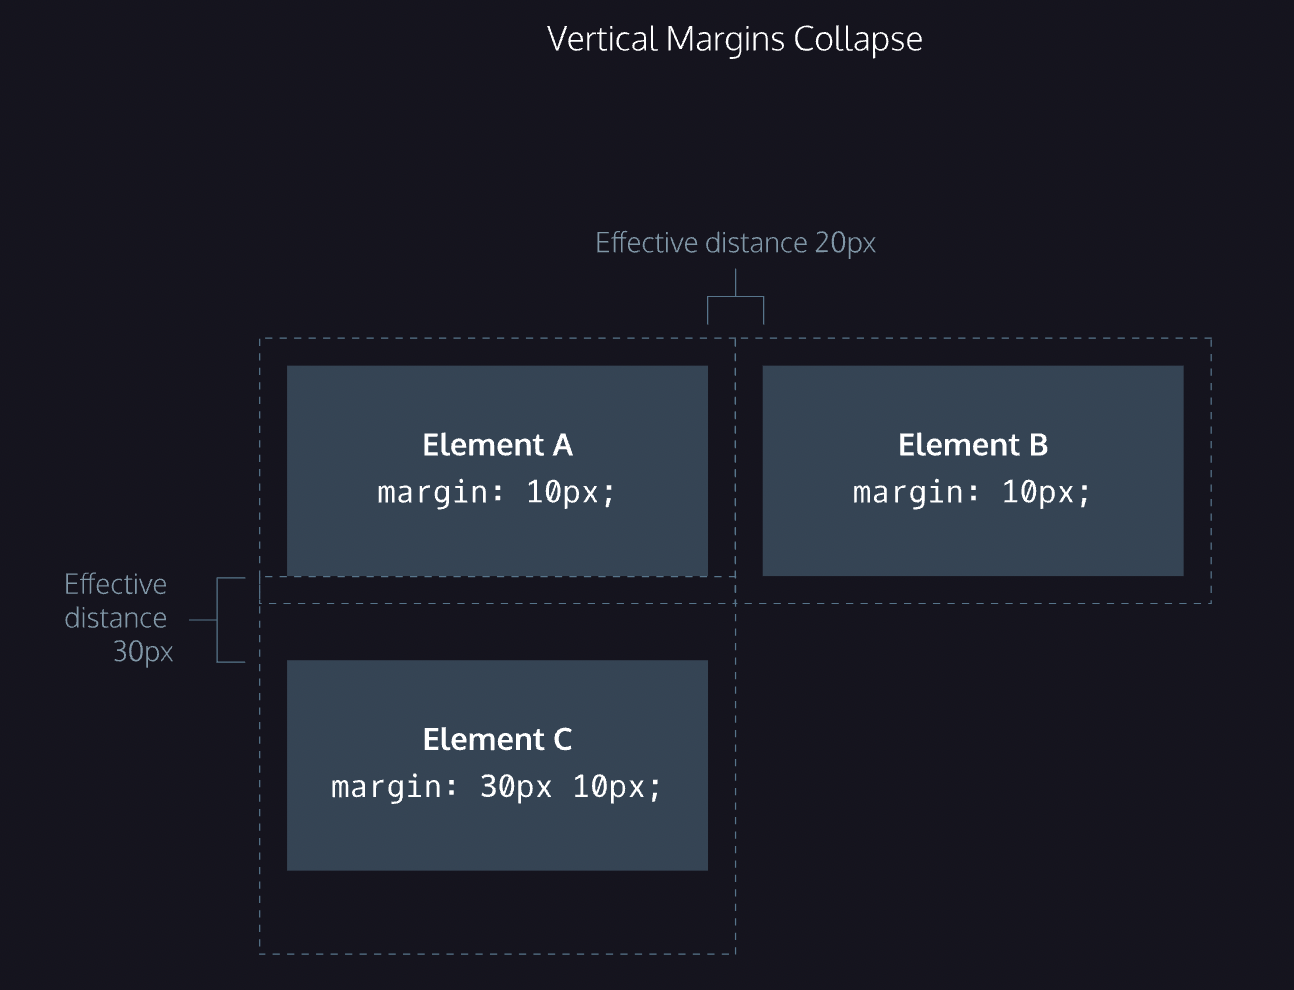 Vertical Margins Collapse
Effective distance 20px
Element A
margin: 10px;
Element B
margin: 10px;
Effective
distance
30px
Element C
margin: 30px 10px;